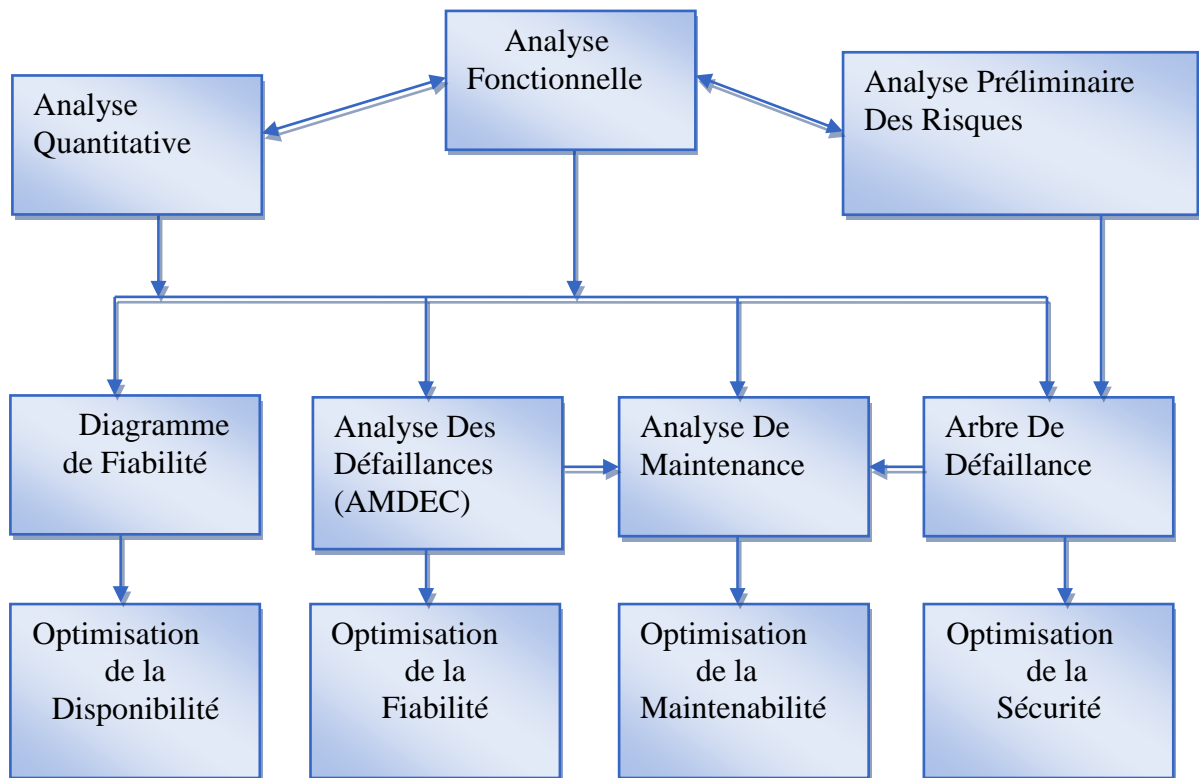 Analyse
Fonctionnelle
Analyse
Quantitative
Analyse Préliminaire
Des Risques
Diagramme
de Fiabilité
Analyse Des
Défaillances
(AMDEC)
Analyse De
Maintenance
Arbre De
Défaillance
Optimisation
de la
Disponibilité
Optimisation
de la
Fiabilité
Optimisation
de la
Maintenabilité
Optimisation
de la
Sécurité